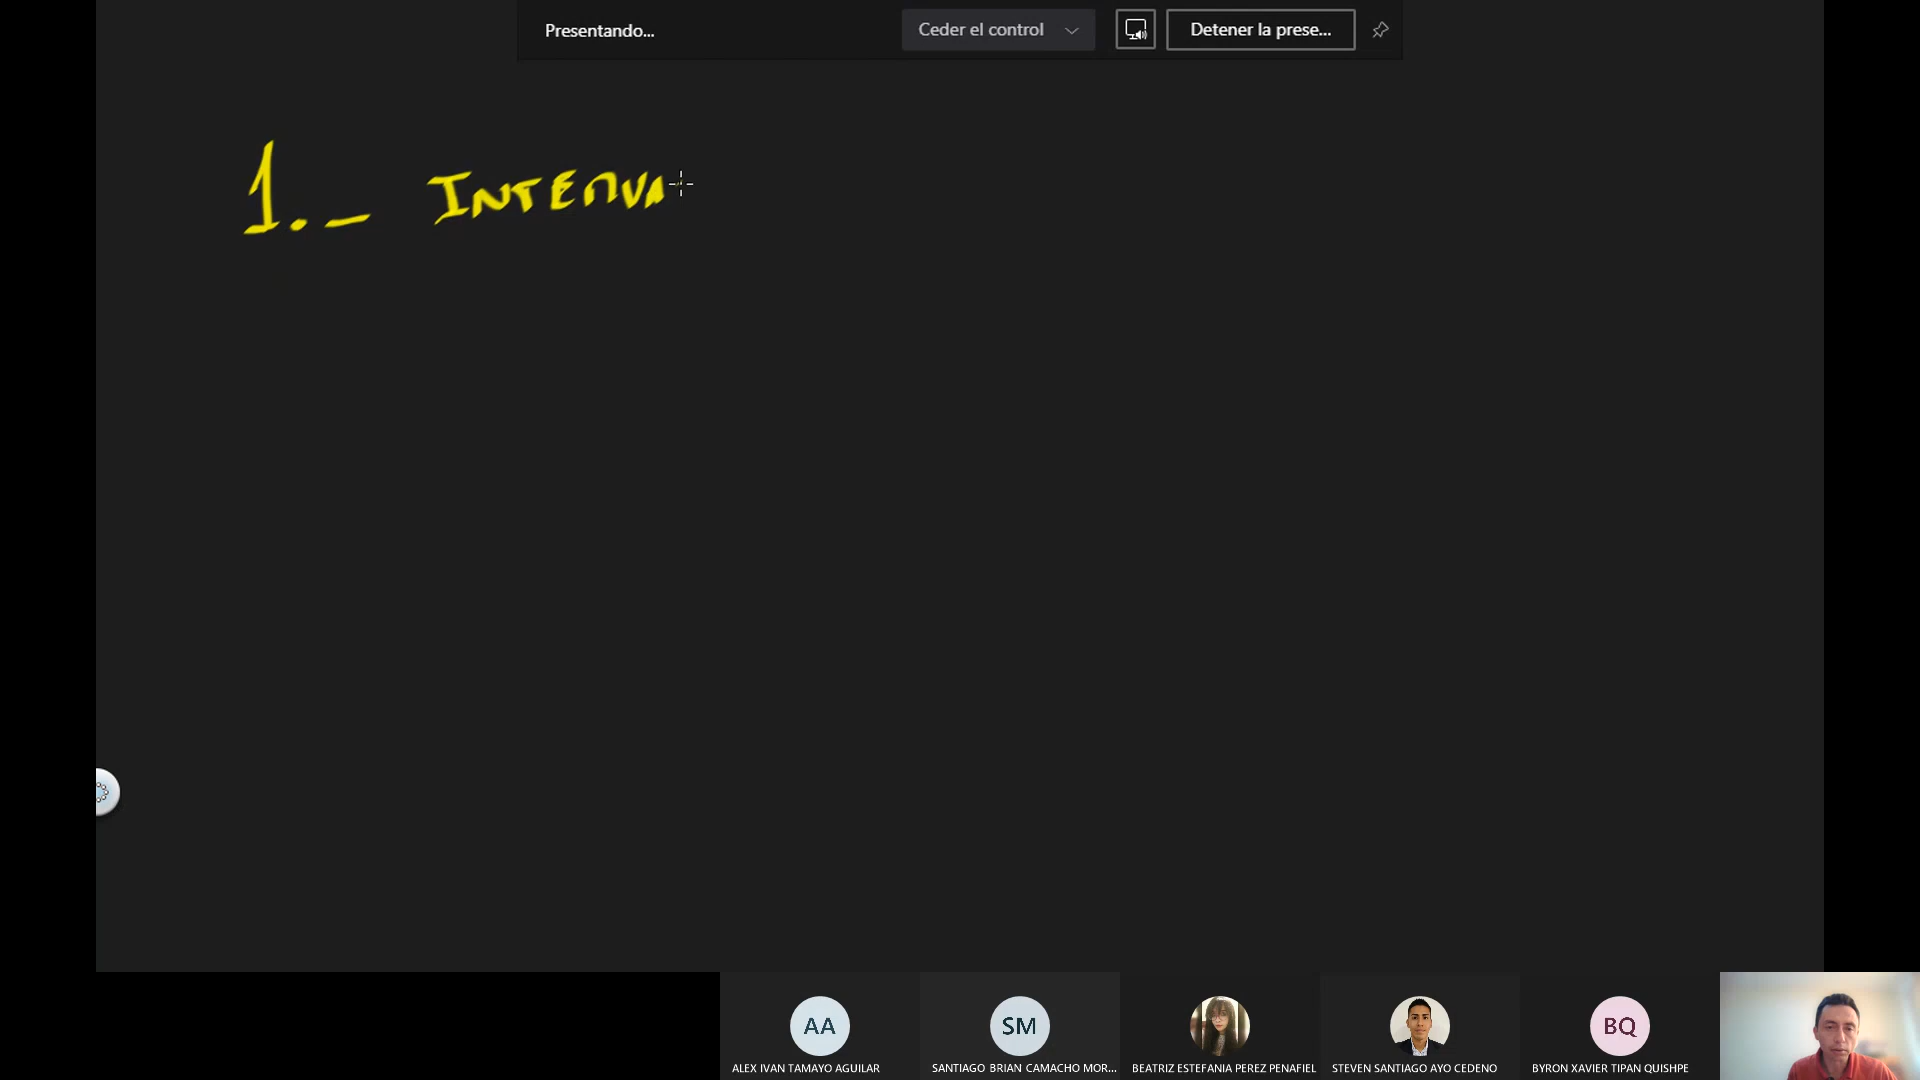 Presentando...
Ceder el control
Detener la prese...
1._ INTERVA
AA
SM
BQ
ALEX IVAN TAMAYO AGUILAR
SANTIAGO BRIAN CAMACHO MOR...
BEATRIZ ESTEFANIA PEREZ PENAFIEL
STEVEN SANTIAGO AYO CEDENO
BYRON XAVIER TIPAN QUISHPE